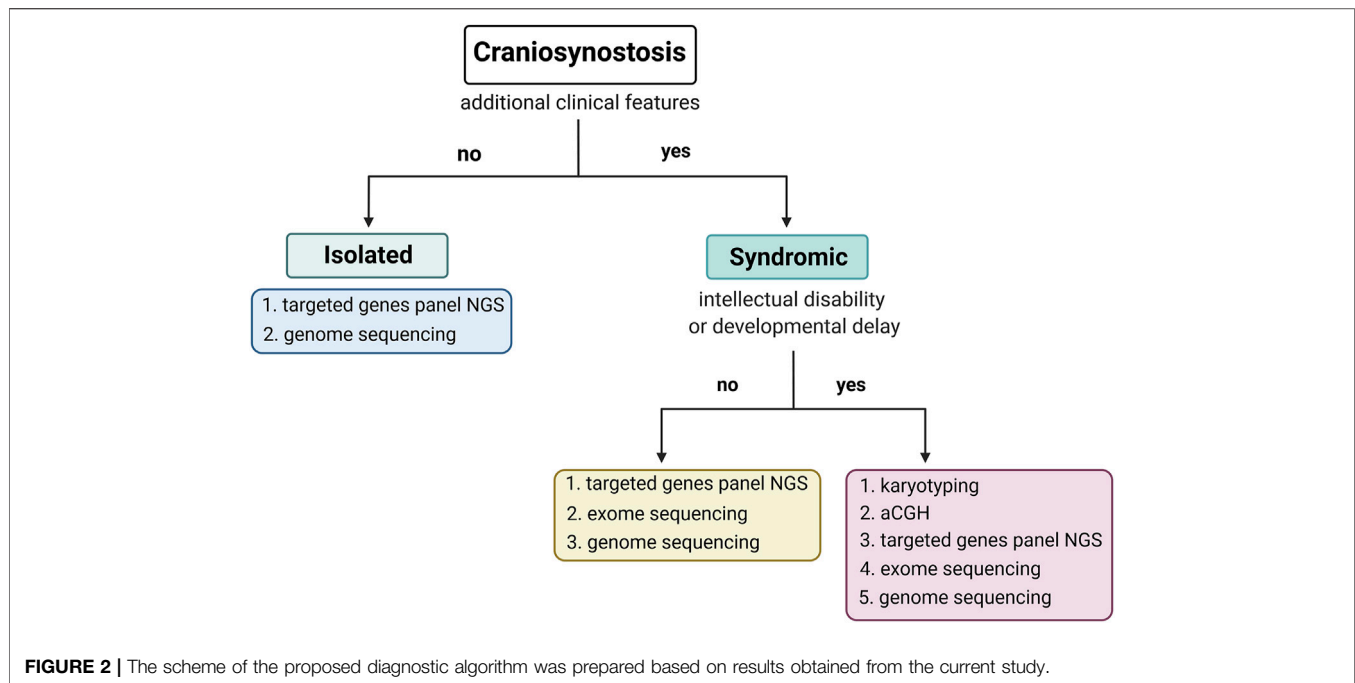 Craniosynostosis
additional clinical features
no
yes
Isolated
1. targeted genes panel NGS
2. genome sequencing
Syndromic
intellectual disability
or developmental delay
no
yes
1. targeted genes panel NGS
2. exome sequencing
3. genome sequencing
1. karyotyping
2. aCGH
3. targeted genes panel NGS
4. exome sequencing
5. genome sequencing
FIGURE 2 | The scheme of the proposed diagnostic algorithm was prepared based on results obtained from the current study.